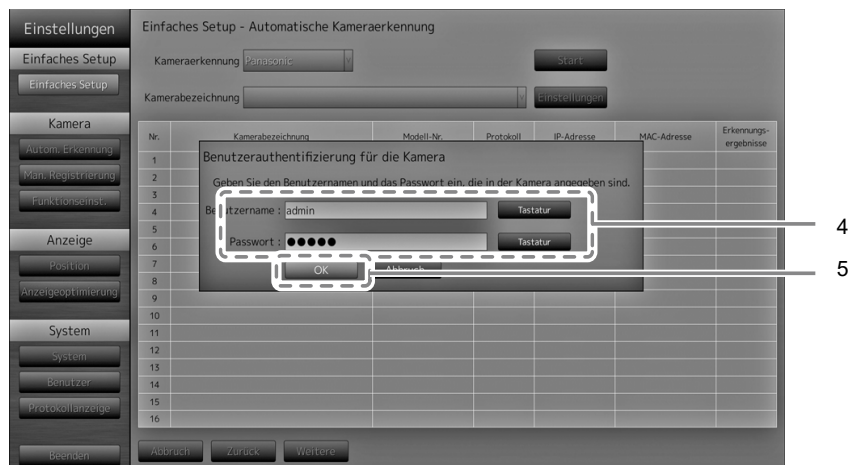 Einstellungen
Einfaches Setup
Einfaches Setup
Kamera
Autom. Erkennung
Man. Registrierung
Funktionseinst.
Anzeige
Position
Anzeigeoptimierung
System
System
Benutzer
Protokollanzeige
Beenden
Einfaches Setup - Automatische Kameraerkennung
Kameraerkennung Panasonic Start
Kamerabezeichnung Einstellungen
Nr. Kamerabezeichnung Modell-Nr. Protokoll IP-Adresse MAC-Adresse Erkennungs-
ergebnisse
1
2
3
4
5
6
7
8
9
10
11
12
13
14
15
16
Benutzerauthentifizierung für die Kamera
Geben Sie den Benutzernamen und das Passwort ein, die in der Kamera angegeben sind.
Benutzername : admin Tastatur
Passwort : ●●●●● Tastatur
OK Abbruch
Abbruch Zurück Weitere
4
5